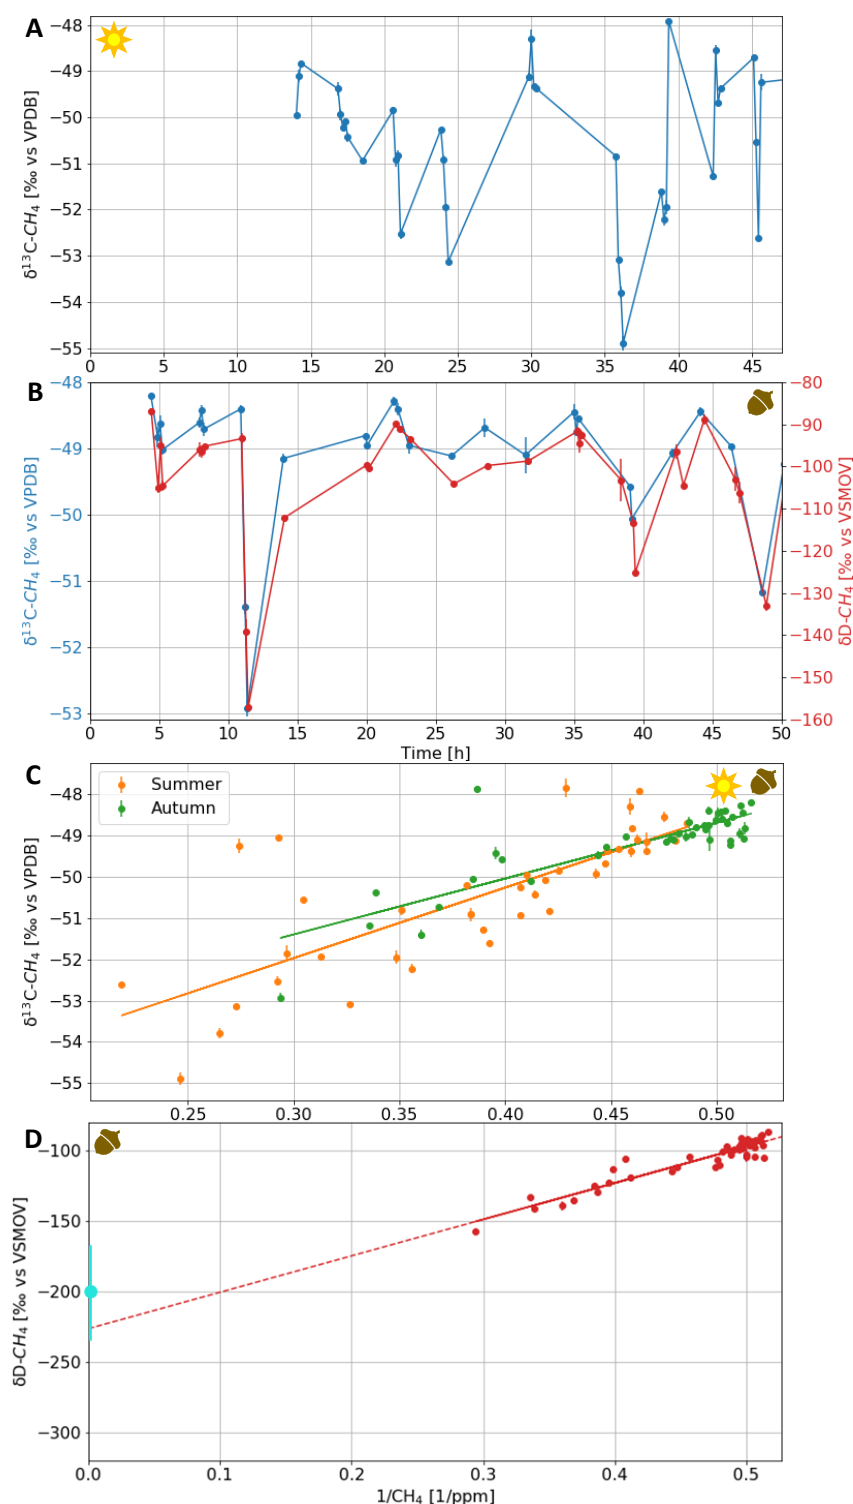 A
δ¹³C-CH₄ [‰ vs VPDB]
−48
−49
−50
−51
−52
−53
−54
−55
0 5 10 15 20 25 30 35 40 45
B
δ¹³C-CH₄ [‰ vs VPDB]
−48
−49
−50
−51
−52
−53
−80
−90
−100
−110
−120
−130
−140
−150
−160
δD-CH₄ [‰ vs VSMOV]
0 5 10 15 20 25 30 35 40 45 50
Time [h]
C
Summer
Autumn
δ¹³C-CH₄ [‰ vs VPDB]
−48
−49
−50
−51
−52
−53
−54
−55
0.25 0.30 0.35 0.40 0.45 0.50
D
δD-CH₄ [‰ vs VSMOV]
−100
−150
−200
−250
−300
0.0 0.1 0.2 0.3 0.4 0.5
1/CH₄ [1/ppm]